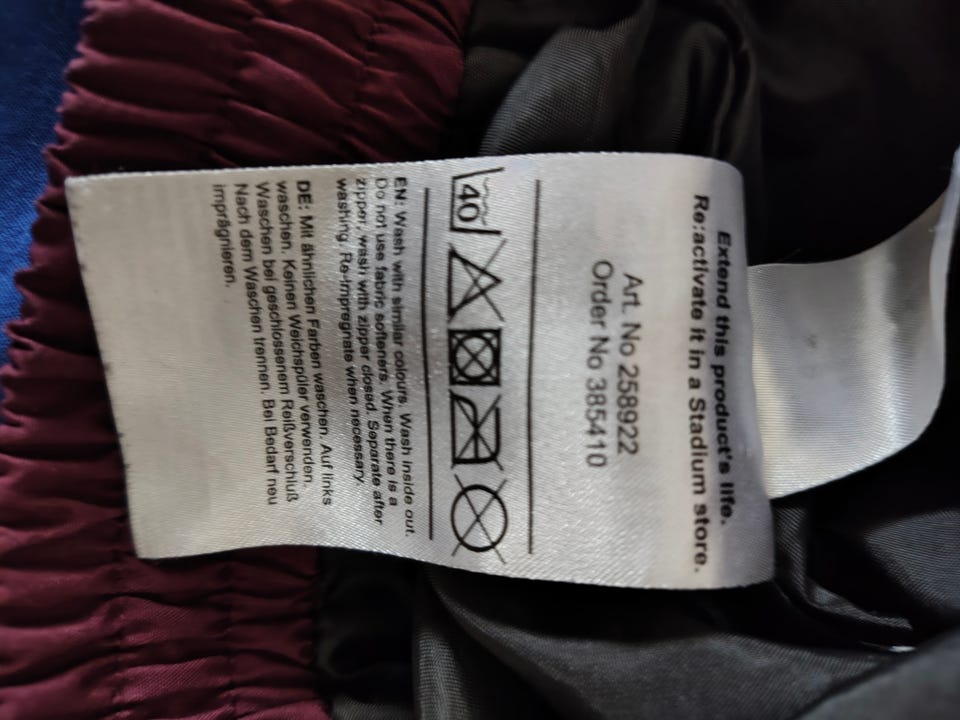 Extend this product's life.
Re:activate it in a Stadium store.
Art. No 258922
Order No 385410
40
EN: Wash with similar colours. Wash inside out.
Do not use fabric softeners. When there is a
zipper, wash with zipper closed. Separate after
washing. Re-impregnate when necessary.
DE: Mit ähnlichen Farben waschen. Auf links
waschen. Keinen Weichspüler verwenden.
Waschen bei geschlossenem Reißverschluß
Nach dem Waschen trennen. Bei Bedarf neu
imprägnieren.